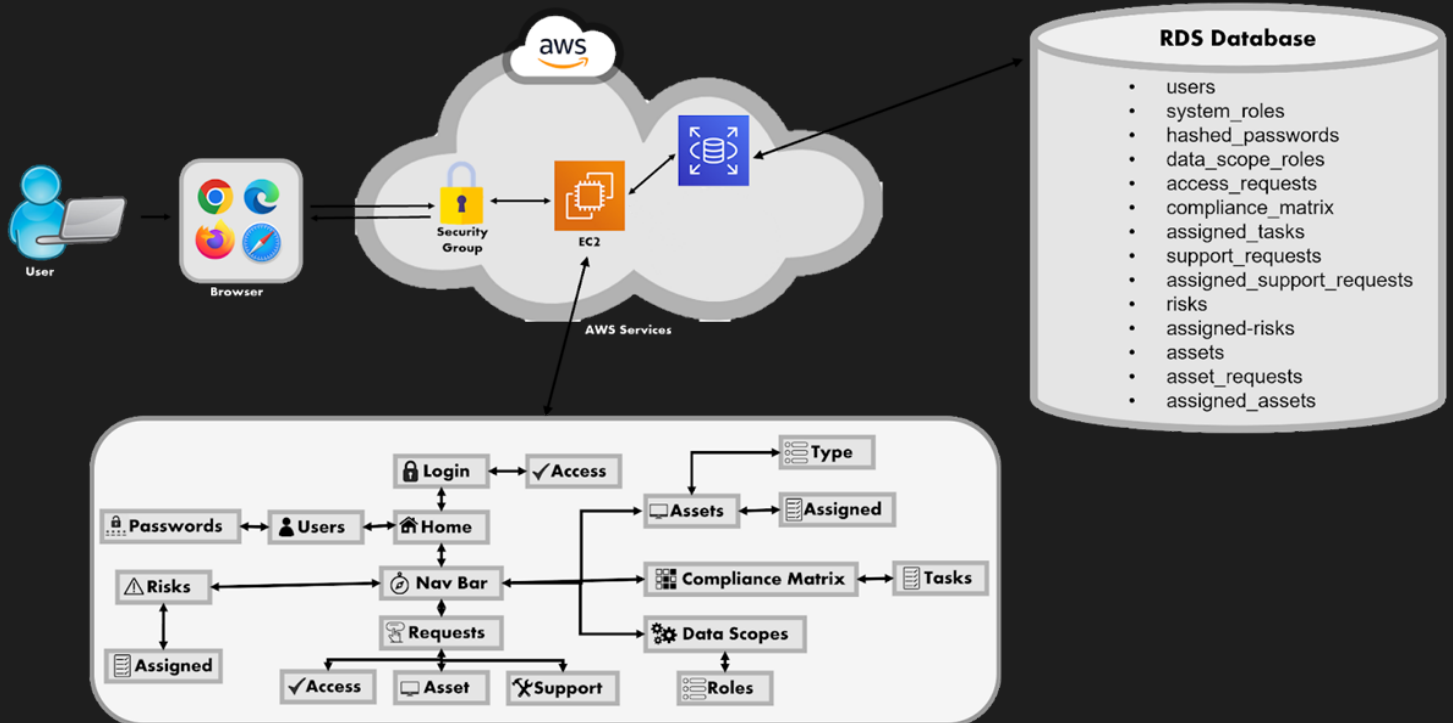 aws
RDS Database
• users
• system_roles
• hashed_passwords
• data_scope_roles
• access_requests
• compliance_matrix
• assigned_tasks
• support_requests
• assigned_support_requests
• risks
• assigned-risks
• assets
• asset_requests
• assigned_assets
User
Browser
Security
Group
EC2
AWS Services
Login
Access
Type
Passwords
Users
Home
Assets
Assigned
Risks
Nav Bar
Compliance Matrix
Tasks
Requests
Data Scopes
Assigned
Access
Asset
Support
Roles